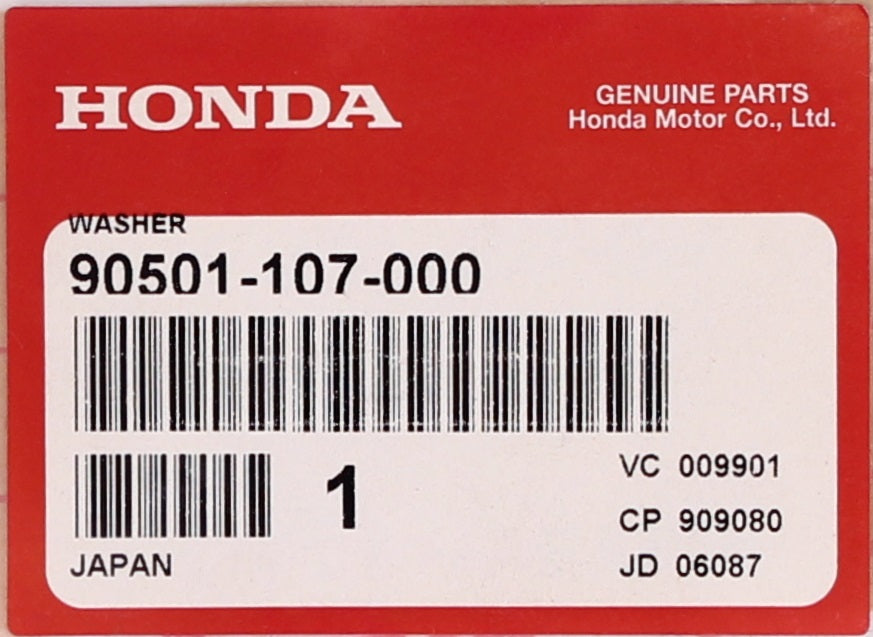 HONDA
GENUINE PARTS
Honda Motor Co., Ltd.
WASHER
90501-107-000
1
VC 009901
CP 909080
JAPAN
JD 06087